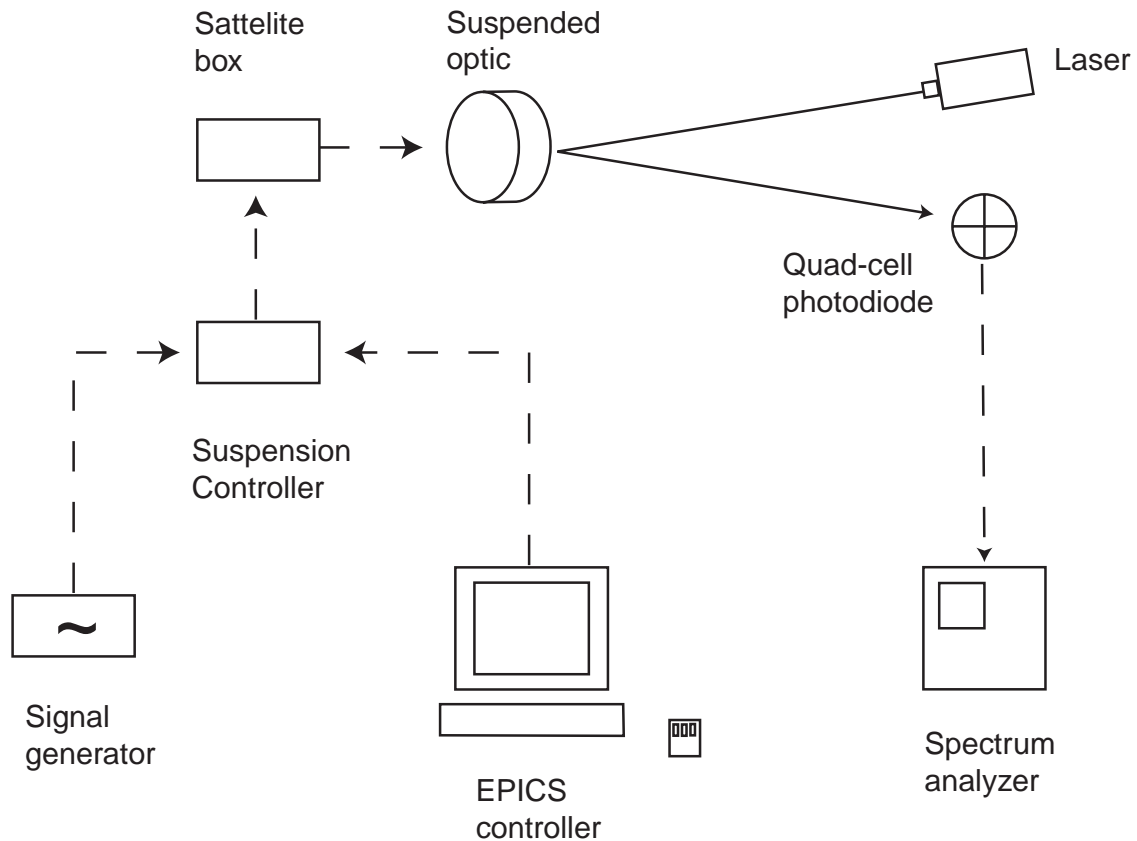 Sattelite
box
Suspended
optic
Laser
Quad-cell
photodiode
Suspension
Controller
~
Signal
generator
EPICS
controller
Spectrum
analyzer